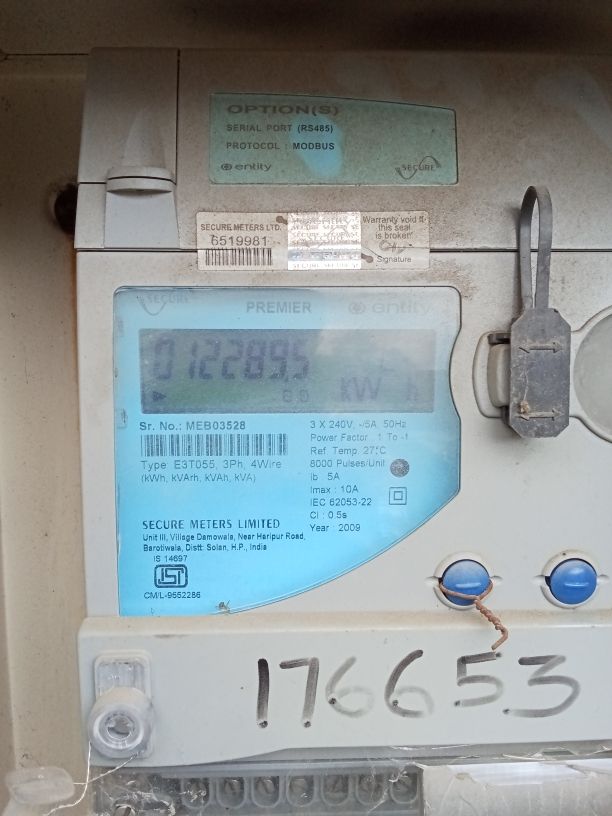 OPTION(S)
SERIAL PORT (RS485)
PROTOCOL : MODBUS
entity SECURE
SECURE METERS LTD.
6519981
Warranty void if
this seal
is broken
Signature
SECURE PREMIER entity
012289.5 kW h
Sr. No.: MEB03528
Type: E3T055, 3Ph, 4Wire
(kWh, kVArh, kVAh, kVA)
3 X 240V, -/5A, 50Hz
Power Factor : 1 To -1
Ref. Temp. 27°C
8000 Pulses/Unit
Ib : 5A
Imax : 10A
IEC 62053-22
Cl : 0.5s
Year : 2009
SECURE METERS LIMITED
Unit III, Village Damowala, Near Haripur Road,
Barotiwala, Distt: Solan, H.P., India
IS 14697
CM/L-9552286
176653